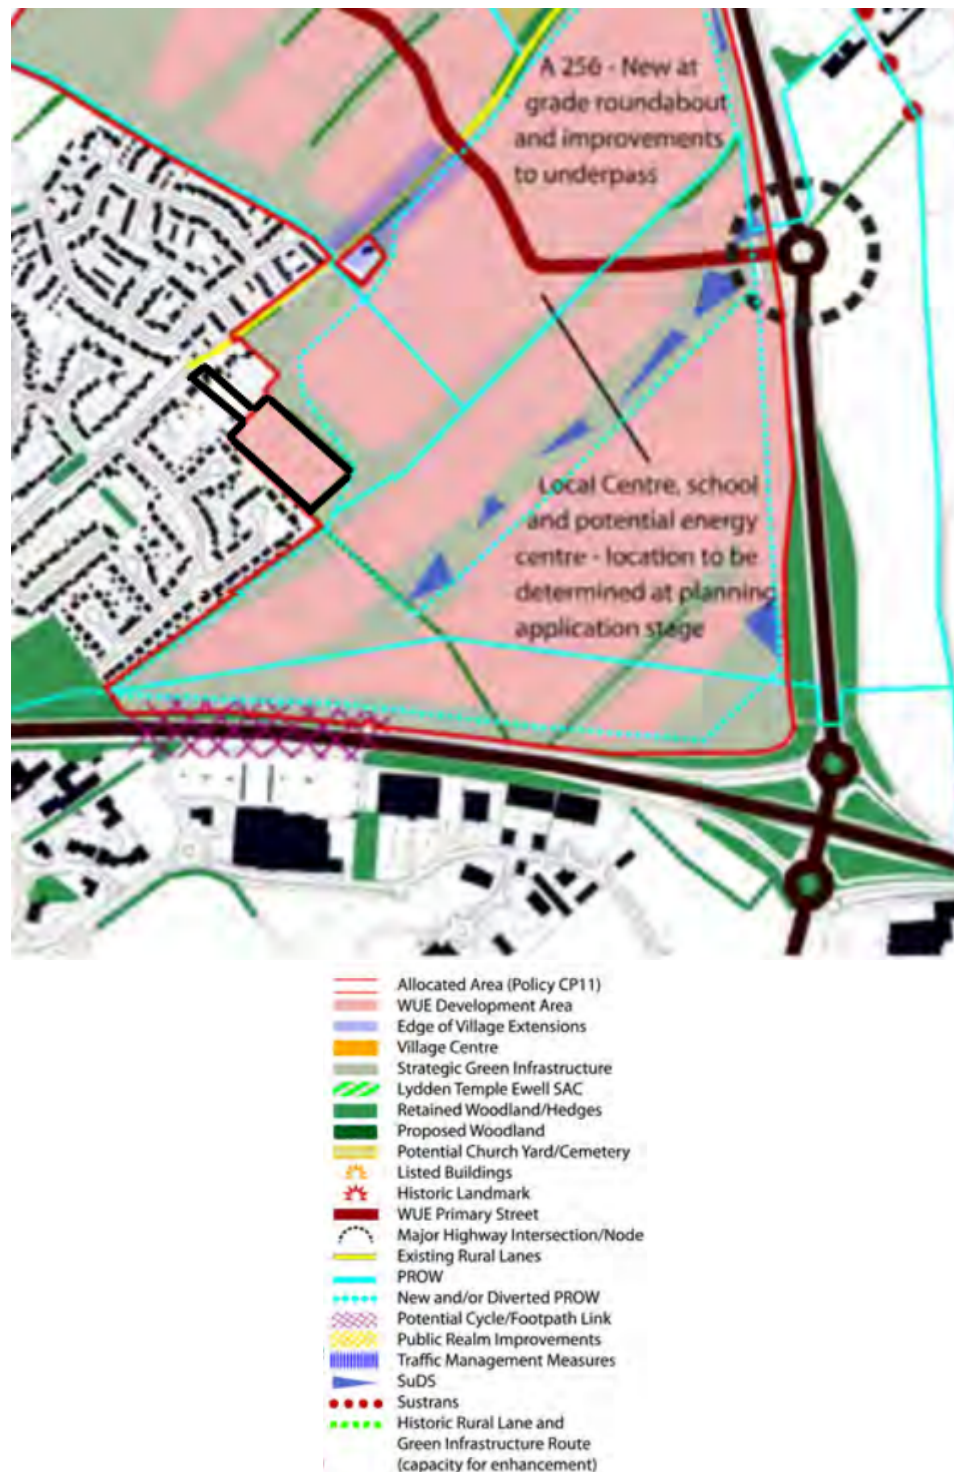 A 256 - New at
grade roundabout
and improvements
to underpass
Local Centre, school
and potential energy
centre - location to be
determined at planning
application stage
Allocated Area (Policy CP11)
WUE Development Area
Edge of Village Extensions
Village Centre
Strategic Green Infrastructure
Lydden Temple Ewell SAC
Retained Woodland/Hedges
Proposed Woodland
Potential Church Yard/Cemetery
Listed Buildings
Historic Landmark
WUE Primary Street
Major Highway Intersection/Node
Existing Rural Lanes
PROW
New and/or Diverted PROW
Potential Cycle/Footpath Link
Public Realm Improvements
Traffic Management Measures
SuDS
Sustrans
Historic Rural Lane and
Green Infrastructure Route
(capacity for enhancement)